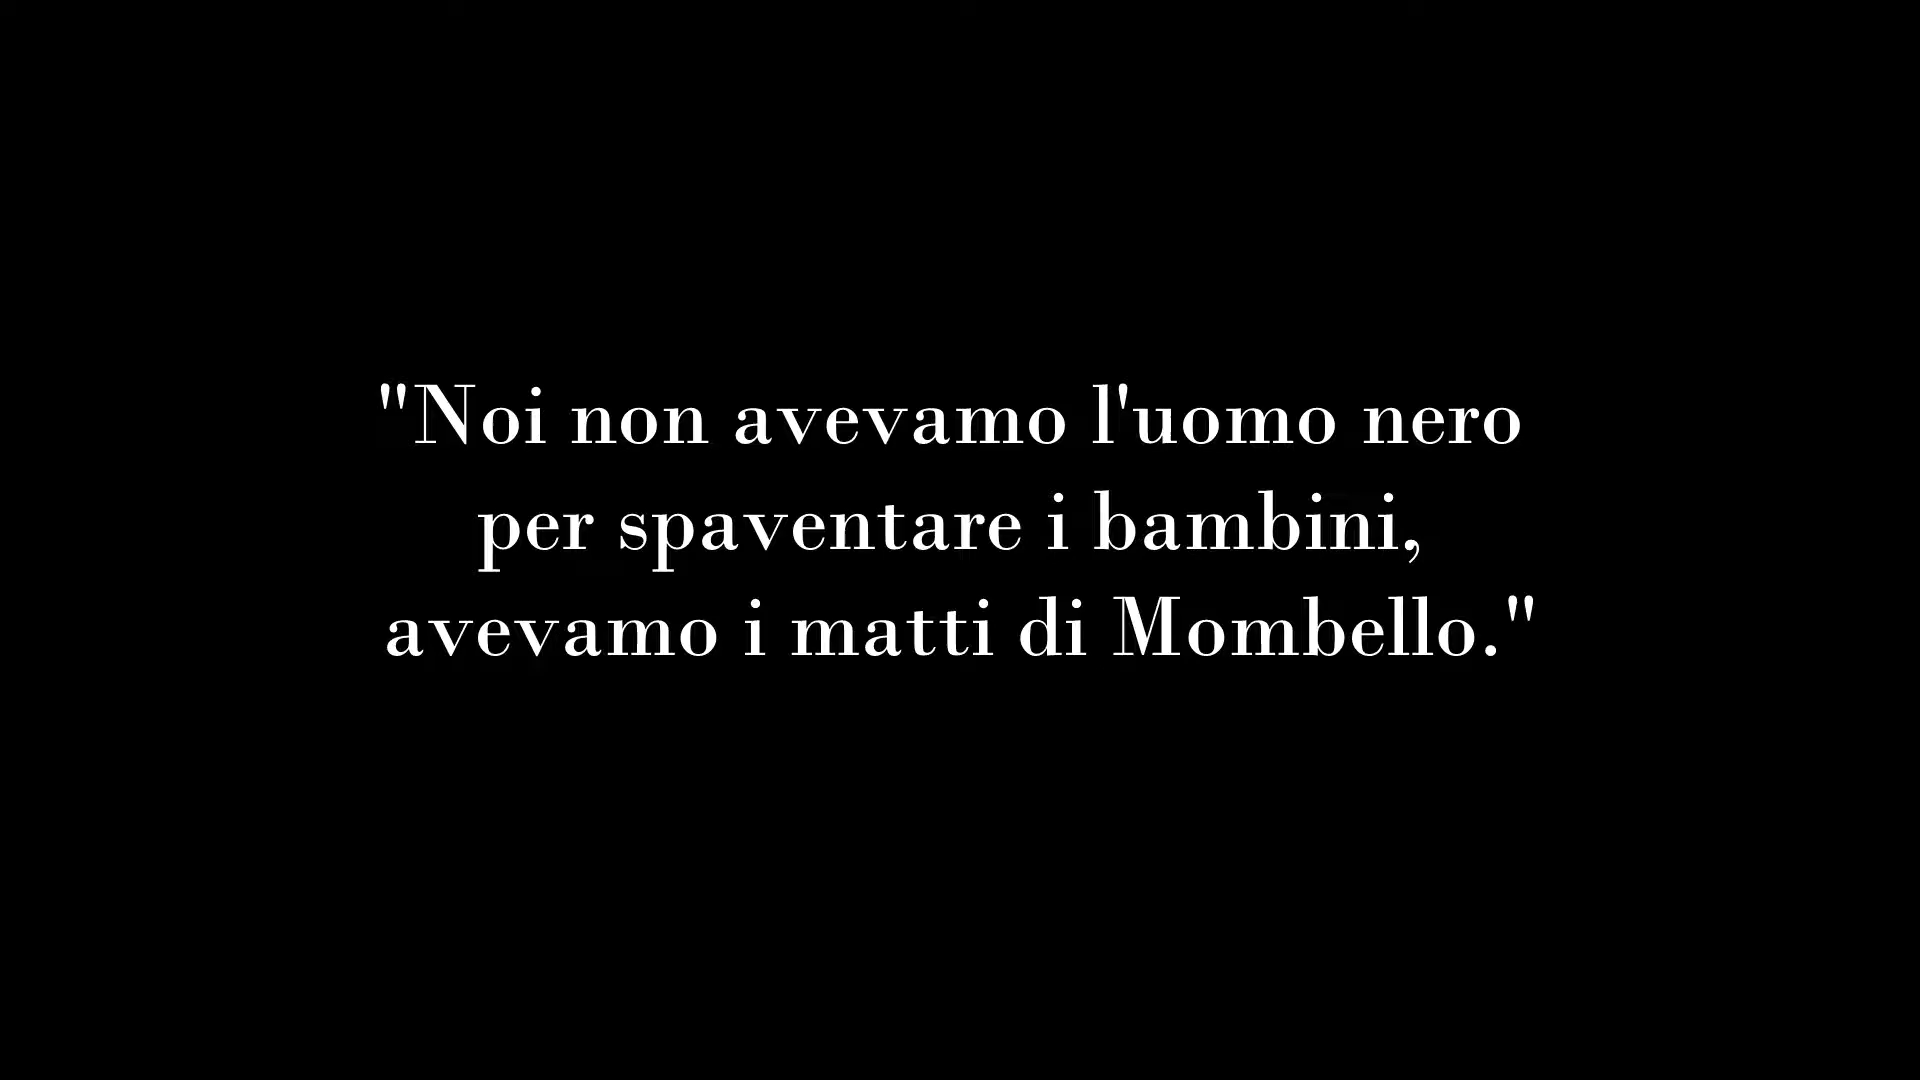 "Noi non avevamo l'uomo nero
per spaventare i bambini,
avevamo i matti di Mombello."